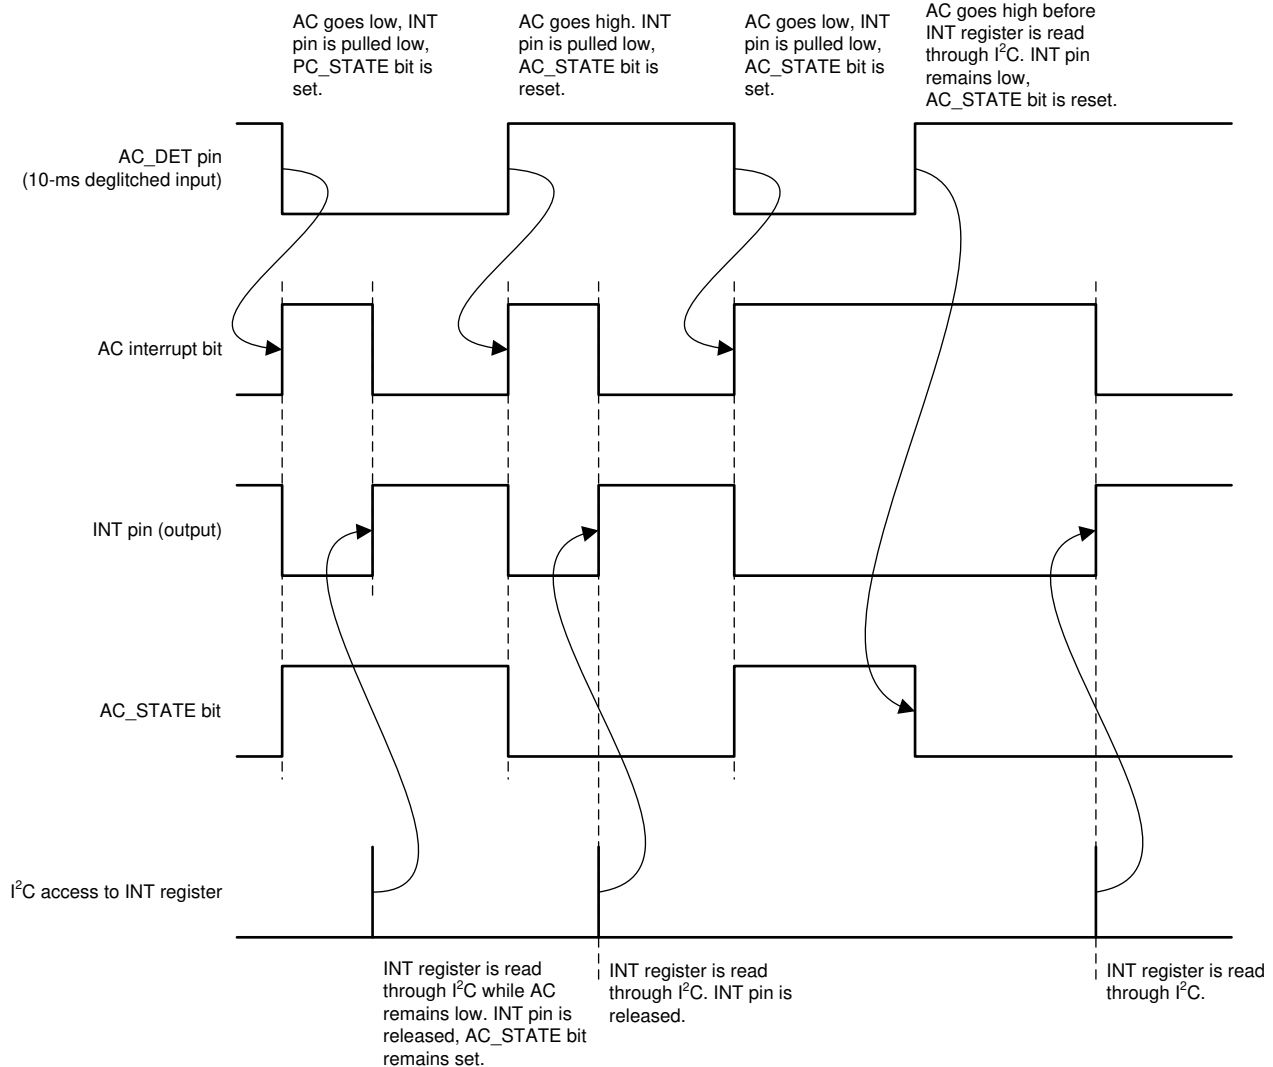 AC goes low, INT
pin is pulled low,
PC_STATE bit is
set.
AC goes high. INT
pin is pulled low,
AC_STATE bit is
reset.
AC goes low, INT
pin is pulled low,
AC_STATE bit is
set.
AC goes high before
INT register is read
through I²C. INT pin
remains low,
AC_STATE bit is reset.
AC_DET pin
(10-ms deglitched input)
AC interrupt bit
INT pin (output)
AC_STATE bit
I²C access to INT register
INT register is read
through I²C while AC
remains low. INT pin is
released, AC_STATE bit
remains set.
INT register is read
through I²C. INT pin is
released.
INT register is read
through I²C.